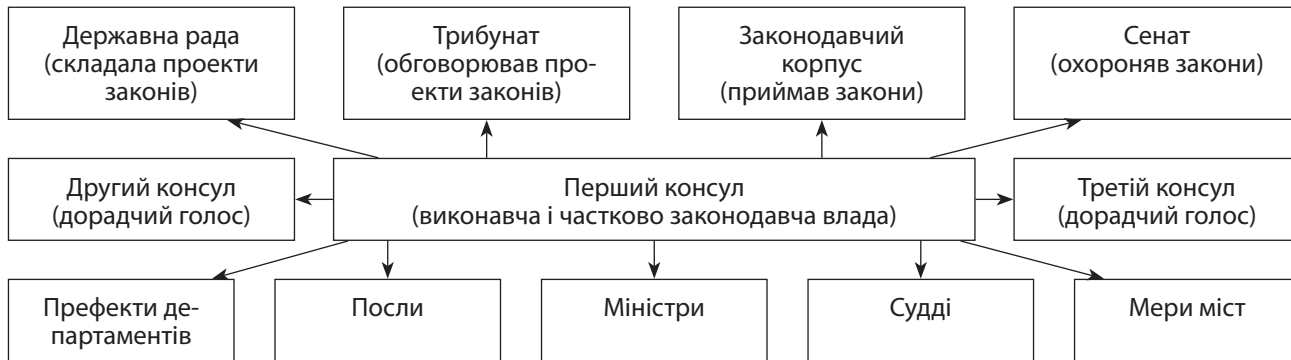 Державна рада
(складала проекти
законів)
Трибунат
(обговорював про-
екти законів)
Законодавчий
корпус
(приймав закони)
Сенат
(охороняв закони)
Другий консул
(дорадчий голос)
Перший консул
(виконавча і частково законодавча влада)
Третій консул
(дорадчий голос)
Префекти де-
партаментів
Посли
Міністри
Судді
Мери міст